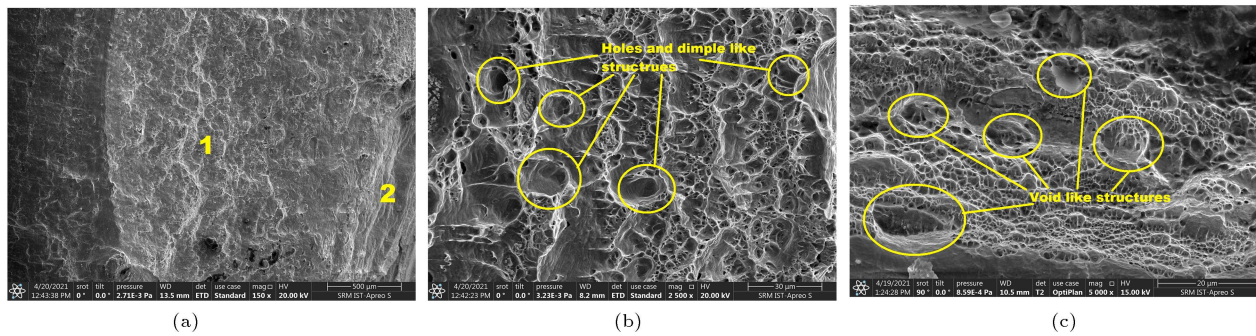 1
2
4/20/2021 srot tilt pressure WD det use case mag HV 500 µm
12:43:38 PM 0 ° 0.0 ° 2.71E-3 Pa 13.5 mm ETD Standard 150 x 20.00 kV SRM IST-Apreo S
(a)
Holes and dimple like
structrues
4/20/2021 srot tilt pressure WD det use case mag HV 30 µm
12:42:23 PM 0 ° 0.0 ° 3.23E-3 Pa 8.2 mm ETD Standard 2 500 x 20.00 kV SRM IST-Apreo S
(b)
Void like structures
4/19/2021 srot tilt pressure WD det use case mag HV 20 µm
1:24:28 PM 90 ° 0.0 ° 8.59E-4 Pa 10.5 mm T2 OptiPlan 5 000 x 15.00 kV SRM IST-Apreo S
(c)